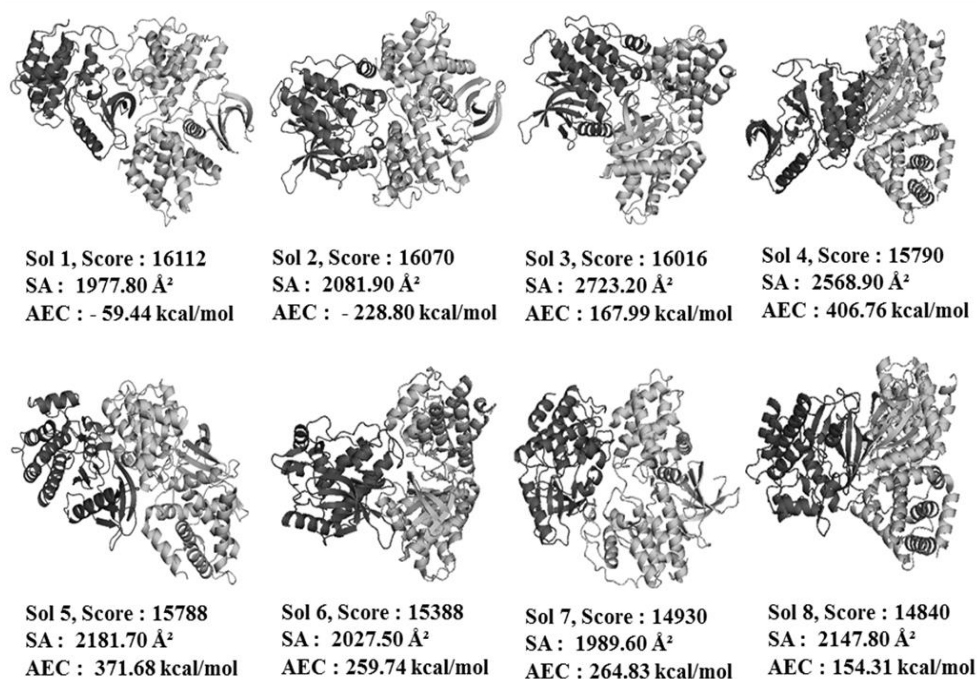 Sol 1, Score : 16112
SA : 1977.80 Å²
AEC : - 59.44 kcal/mol
Sol 2, Score : 16070
SA : 2081.90 Å²
AEC : - 228.80 kcal/mol
Sol 3, Score : 16016
SA : 2723.20 Å²
AEC : 167.99 kcal/mol
Sol 4, Score : 15790
SA : 2568.90 Å²
AEC : 406.76 kcal/mol
Sol 5, Score : 15788
SA : 2181.70 Å²
AEC : 371.68 kcal/mol
Sol 6, Score : 15388
SA : 2027.50 Å²
AEC : 259.74 kcal/mol
Sol 7, Score : 14930
SA : 1989.60 Å²
AEC : 264.83 kcal/mol
Sol 8, Score : 14840
SA : 2147.80 Å²
AEC : 154.31 kcal/mol